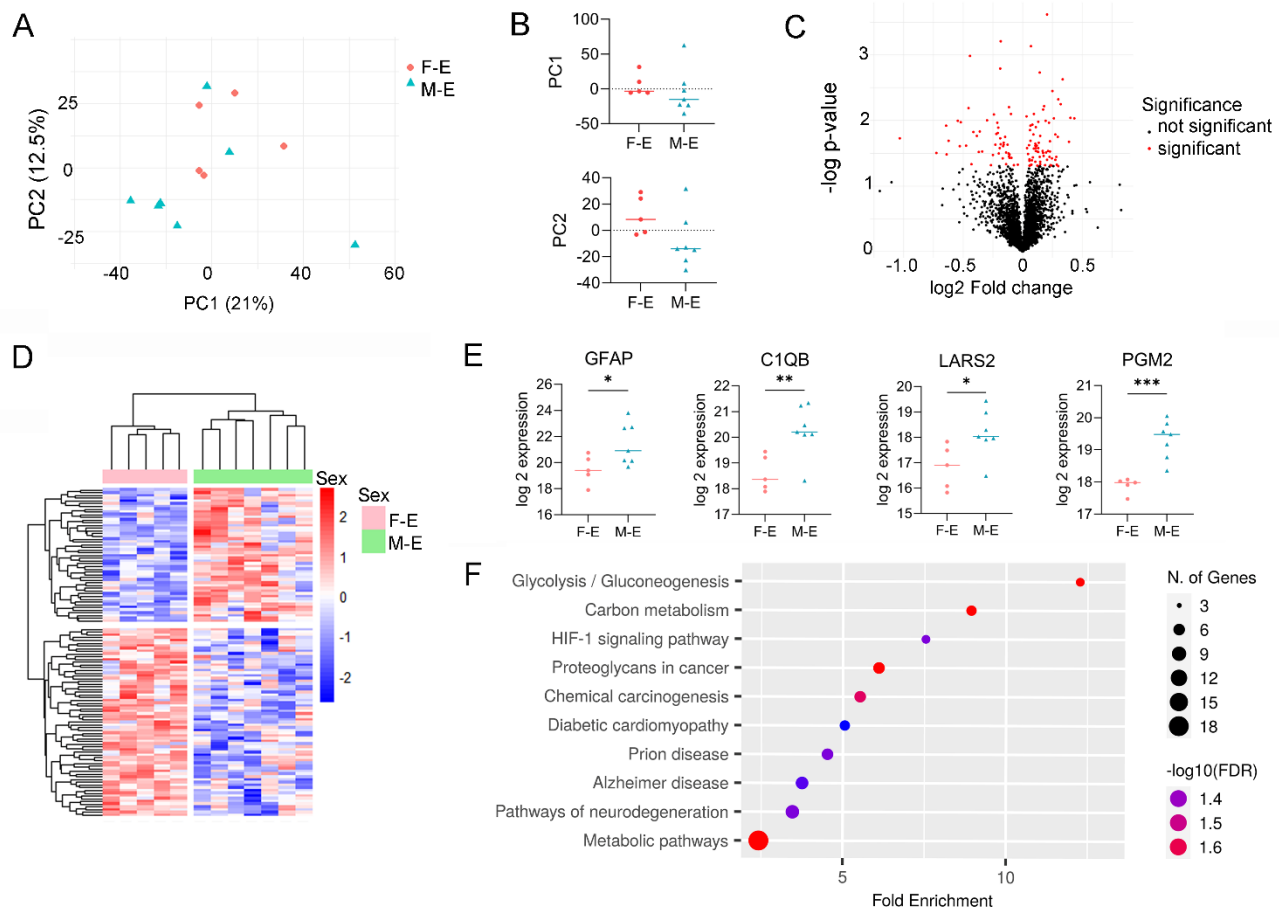 A
F-E
M-E
25
0
-25
-40
0
40
60
PC2 (12.5%)
PC1 (21%)
B
100
50
0
-50
PC1
F-E
M-E
40
20
0
-20
-40
PC2
F-E
M-E
C
3
2
1
0
-log p-value
-1.0
-0.5
0
0.5
log2 Fold change
Significance
not significant
significant
D
Sex
2
1
0
-1
-2
Sex
F-E
M-E
E
GFAP
*
26
24
22
20
18
16
log 2 expression
F-E
M-E
C1QB
**
22
21
20
19
18
17
log 2 expression
F-E
M-E
LARS2
*
20
19
18
17
16
15
log 2 expression
F-E
M-E
PGM2
***
21
20
19
18
17
log 2 expression
F-E
M-E
F
Glycolysis / Gluconeogenesis
Carbon metabolism
HIF-1 signaling pathway
Proteoglycans in cancer
Chemical carcinogenesis
Diabetic cardiomyopathy
Prion disease
Alzheimer disease
Pathways of neurodegeneration
Metabolic pathways
5
10
Fold Enrichment
N. of Genes
3
6
9
12
15
18
-log10(FDR)
1.4
1.5
1.6